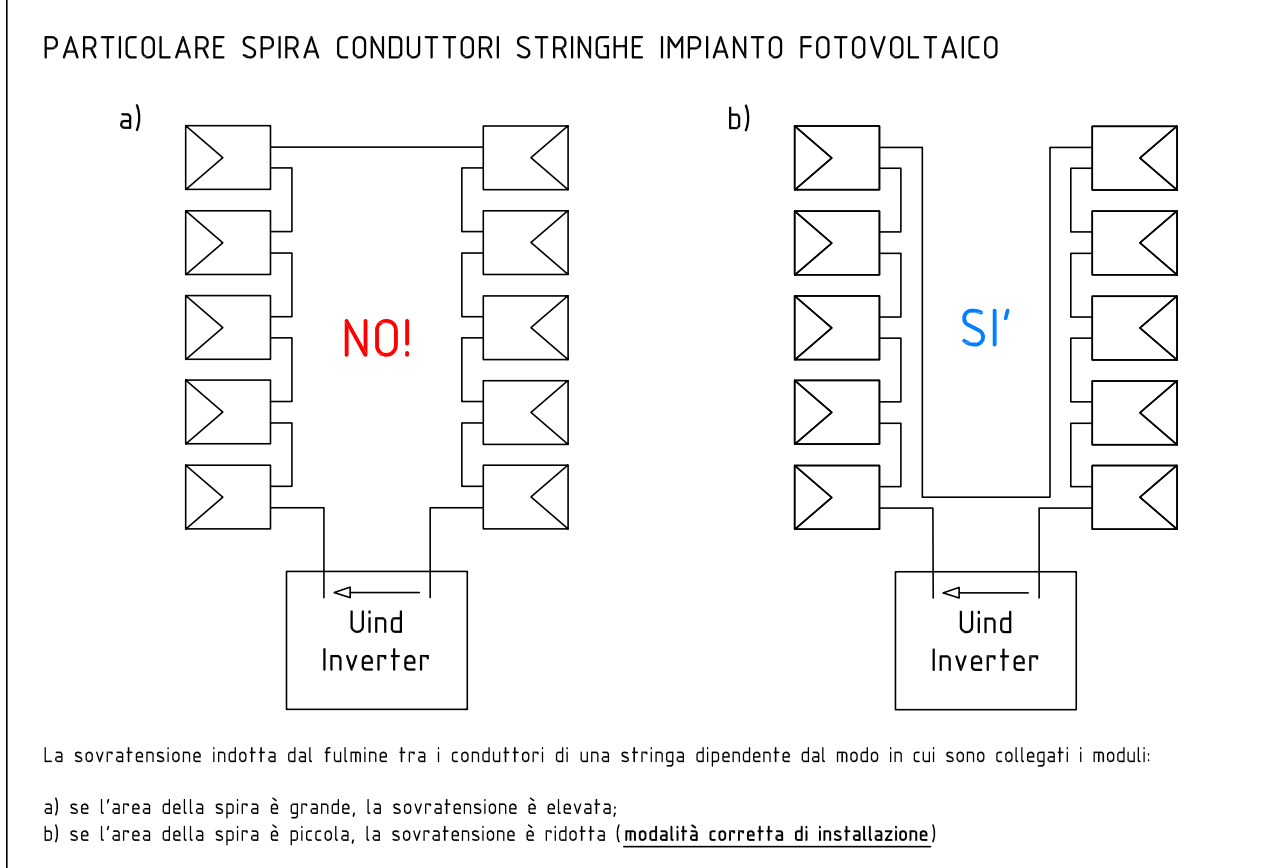 PARTICOLARE SPIRA CONDUTTORI STRINGHE IMPIANTO FOTOVOLTAICO
a)
b)
NO!
SI'
Uind
Inverter
Uind
Inverter
La sovratensione indotta dal fulmine tra i conduttori di una stringa dipendente dal modo in cui sono collegati i moduli:
a) se l'area della spira è grande, la sovratensione è elevata;
b) se l'area della spira è piccola, la sovratensione è ridotta (modalità corretta di installazione)